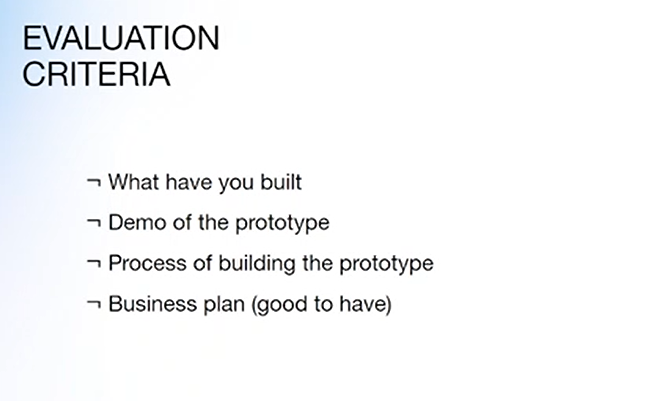 EVALUATION
CRITERIA
¬ What have you built
¬ Demo of the prototype
¬ Process of building the prototype
¬ Business plan (good to have)